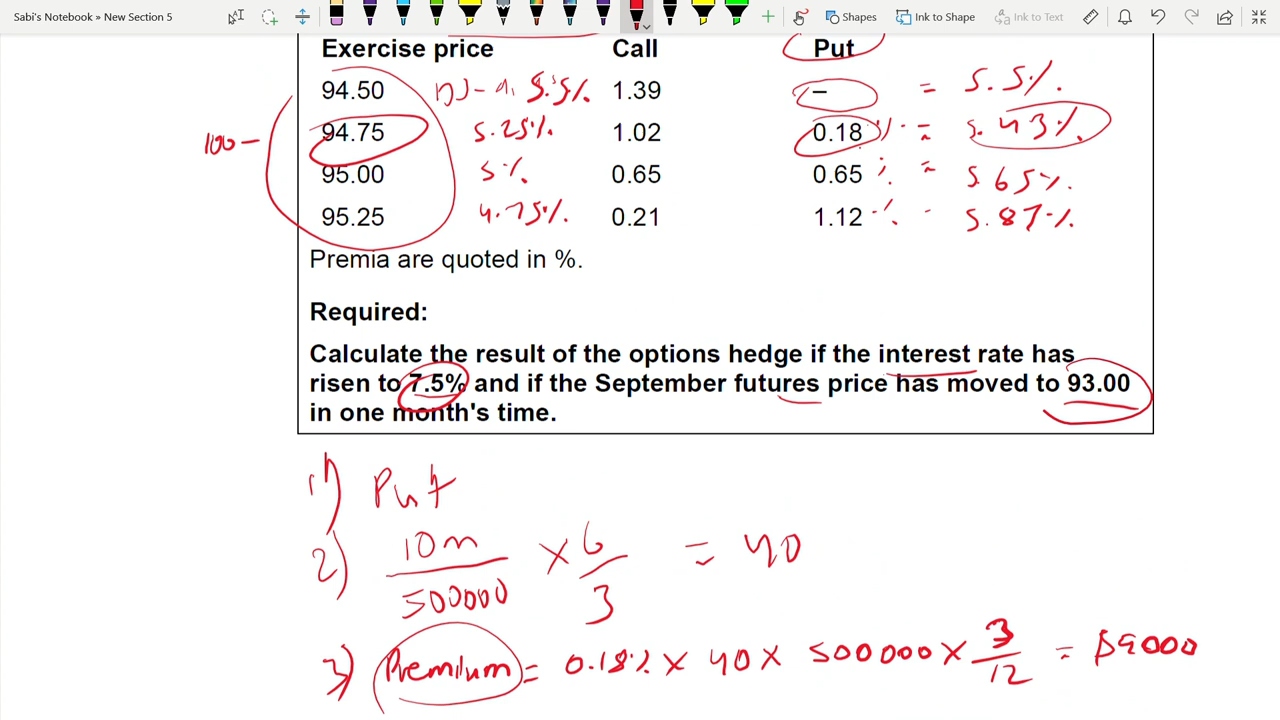 Sabi's Notebook » New Section 5 Shapes Ink to Shape Ink to Text
Exercise price Call Put
94.50 5.5% 1.39 – = 5.5%
100 – 94.75 5.25% 1.02 0.18 % = 5.43%
95.00 5% 0.65 0.65 % = 5.65%
95.25 4.75% 0.21 1.12 % = 5.87%
Premia are quoted in %.
Required:
Calculate the result of the options hedge if the interest rate has
risen to 7.5% and if the September futures price has moved to 93.00
in one month's time.
1) Put
2) 10m / 500000 × 6 / 3 = 40
3) Premium = 0.18% × 40 × 500000 × 3 / 12 = $9000